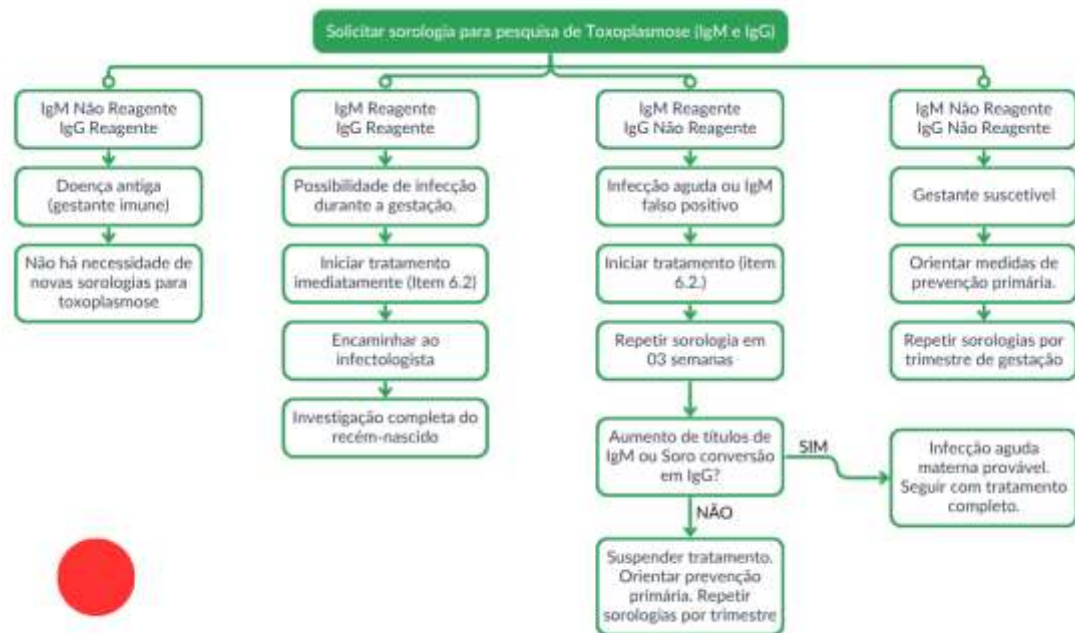 Solicitar sorologia para pesquisa de Toxoplasmose (IgM e IgG)
IgM Não Reagente
IgG Reagente
Doença antiga
(gestante imune)
Não há necessidade de
novas sorologias para
toxoplasmose
IgM Reagente
IgG Reagente
Possibilidade de infecção
durante a gestação.
Iniciar tratamento
imediatamente (Item 6.2)
Encaminhar ao
infectologista
Investigação completa do
recém-nascido
IgM Reagente
IgG Não Reagente
Infecção aguda ou IgM
falso positivo
Iniciar tratamento (item
6.2.)
Repetir sorologia em
03 semanas
Aumento de títulos de
IgM ou Soro conversão
em IgG?
SIM
Infecção aguda
materna provável.
Seguir com tratamento
completo.
NÃO
Suspender tratamento.
Orientar prevenção
primária. Repetir
sorologias por trimestre
IgM Não Reagente
IgG Não Reagente
Gestante suscetível
Orientar medidas de
prevenção primária.
Repetir sorologias por
trimestre de gestação